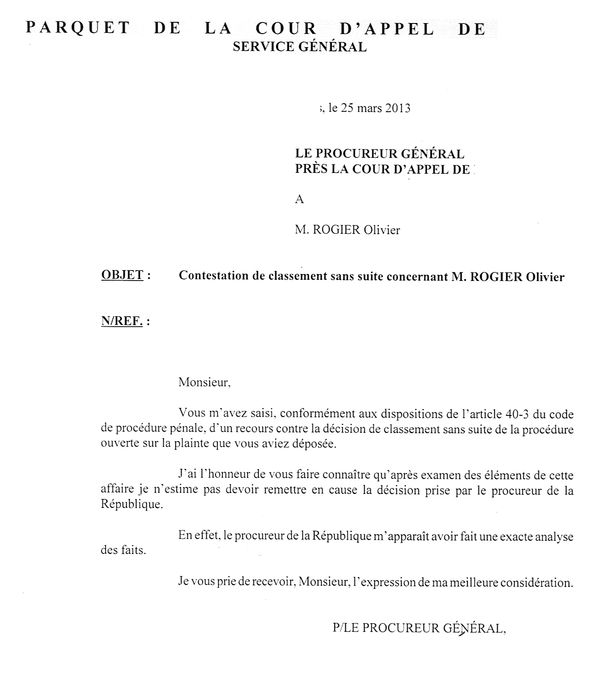 PARQUET DE LA COUR D'APPEL DE
SERVICE GÉNÉRAL
, le 25 mars 2013
LE PROCUREUR GÉNÉRAL
PRÈS LA COUR D'APPEL DE
A
M. ROGIER Olivier
OBJET : Contestation de classement sans suite concernant M. ROGIER Olivier
N/REF. :
Monsieur,
Vous m'avez saisi, conformément aux dispositions de l'article 40-3 du code
de procédure pénale, d'un recours contre la décision de classement sans suite de la procédure
ouverte sur la plainte que vous aviez déposée.
J'ai l'honneur de vous faire connaître qu'après examen des éléments de cette
affaire je n'estime pas devoir remettre en cause la décision prise par le procureur de la
République.
En effet, le procureur de la République m'apparaît avoir fait une exacte analyse
des faits.
Je vous prie de recevoir, Monsieur, l'expression de ma meilleure considération.
P/LE PROCUREUR GÉNÉRAL,